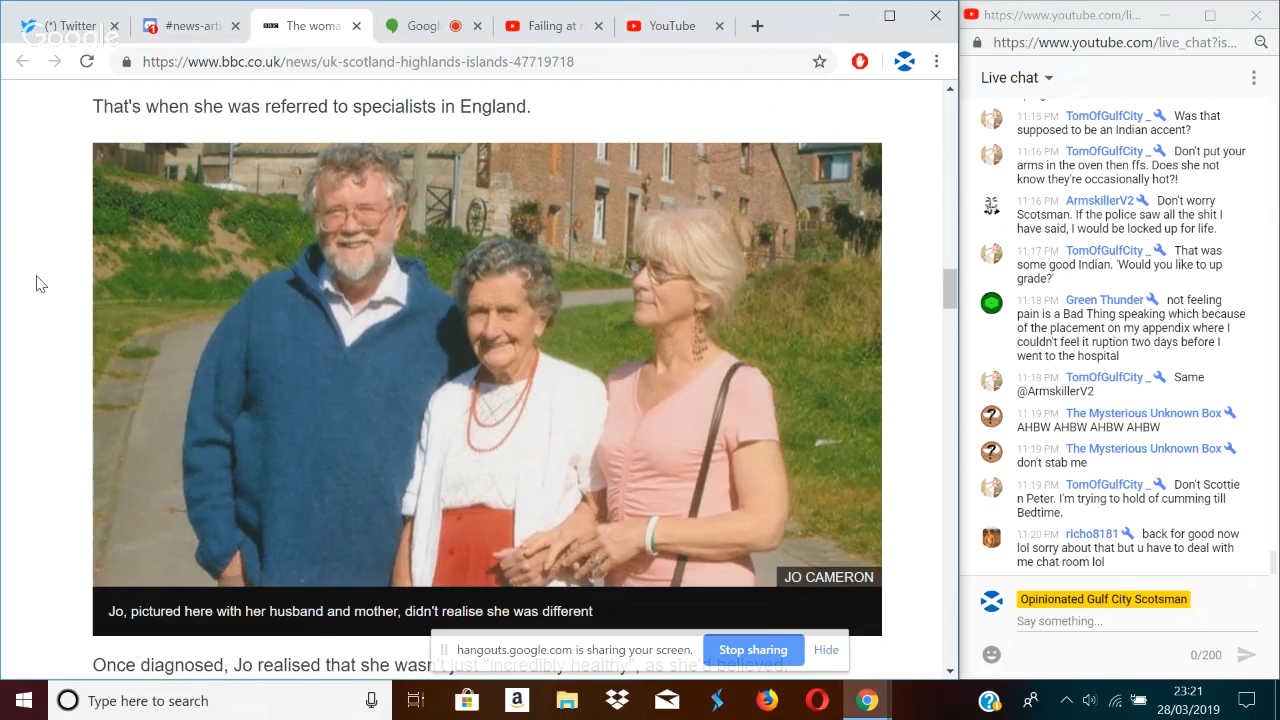 (*) Twitter
#news-arti
BBC
The woma
Googl
Falling at n
YouTube
Google
https://www.youtube.com/li...
https://www.bbc.co.uk/news/uk-scotland-highlands-islands-47719718
https://www.youtube.com/live_chat?is...
That's when she was referred to specialists in England.
JO CAMERON
Jo, pictured here with her husband and mother, didn't realise she was different
Once diagnosed, Jo realised that she wasn't just "incredibly healthy", as she'd believed.
hangouts.google.com is sharing your screen.
Stop sharing
Hide
Live chat
11:15 PM TomOfGulfCity _ Was that
supposed to be an Indian accent?
11:16 PM TomOfGulfCity _ Don't put your
arms in the oven then ffs. Does she not
know they're occasionally hot?!
11:16 PM ArmskillerV2 Don't worry
Scotsman. If the police saw all the shit I
have said, I would be locked up for life.
11:17 PM TomOfGulfCity _ That was
some good Indian. 'Would you like to up
grade?'
11:18 PM Green Thunder not feeling
pain is a Bad Thing speaking which because
of the placement on my appendix where I
couldn't feel it ruption two days before I
went to the hospital
11:18 PM TomOfGulfCity _ Same
@ArmskillerV2
11:19 PM The Mysterious Unknown Box
AHBW AHBW AHBW AHBW
11:19 PM The Mysterious Unknown Box
don't stab me
11:19 PM TomOfGulfCity _ Don't Scottie
n Peter. I'm trying to hold of cumming till
Bedtime.
11:20 PM richo8181 back for good now
lol sorry about that but u have to deal with
me chat room lol
Opinionated Gulf City Scotsman
Say something...
0/200
Type here to search
23:21
28/03/2019